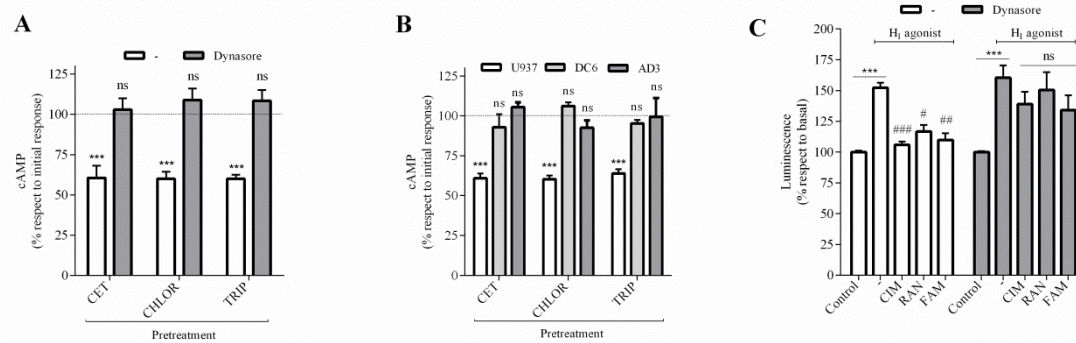 A
- Dynasore
ns ns ns
*** *** ***
125
100
75
50
25
0
cAMP
(% respect to initial response)
CET CHLOR TRIP
Pretreatment
B
U937 DC6 AD3
ns ns ns ns ns ns
*** *** ***
125
100
75
50
25
0
cAMP
(% respect to initial response)
CET CHLOR TRIP
Pretreatment
C
- Dynasore
H1 agonist H1 agonist
*** *** ns
### # ##
200
175
150
125
100
75
50
25
0
Luminescence
(% respect to basal)
Control - CIM RAN FAM Control - CIM RAN FAM